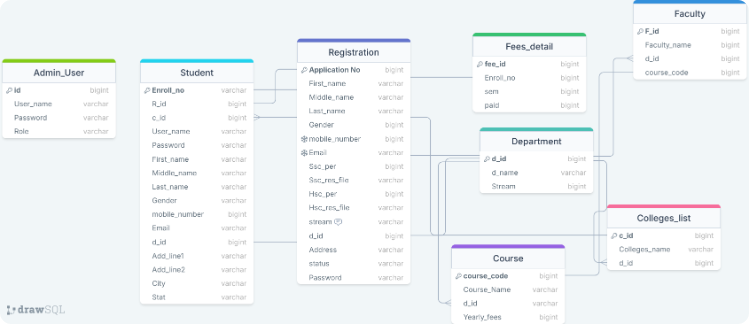 Admin_User
id bigint
User_name varchar
Password varchar
Role varchar
Student
Enroll_no varchar
R_id bigint
c_id bigint
User_name varchar
Password varchar
First_name varchar
Middle_name varchar
Last_name varchar
Gender varchar
mobile_number bigint
Email varchar
d_id bigint
Add_line1 varchar
Add_line2 varchar
City varchar
Stat varchar
Registration
Application No bigint
First_name varchar
Middle_name varchar
Last_name varchar
Gender bigint
mobile_number bigint
Email varchar
Ssc_per bigint
Ssc_res_file varchar
Hsc_per bigint
Hsc_res_file varchar
stream varchar
d_id bigint
Address varchar
status varchar
Password varchar
Fees_detail
fee_id bigint
Enroll_no bigint
sem bigint
paid bigint
Department
d_id bigint
d_name varchar
Stream bigint
Course
course_code bigint
Course_Name varchar
d_id varchar
Yearly_fees bigint
Faculty
F_id bigint
Faculty_name bigint
d_id bigint
course_code bigint
Colleges_list
c_id bigint
Colleges_name varchar
d_id bigint
drawSQL